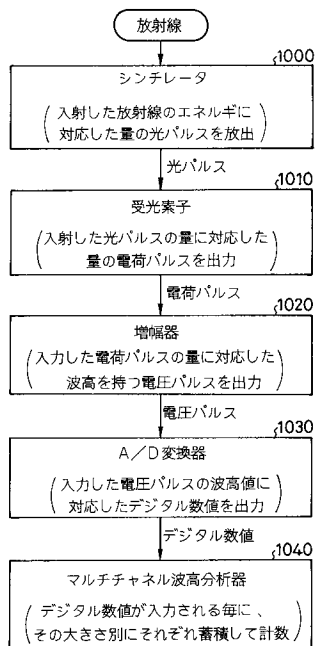 放射線
1000
シンチレータ
入射した放射線のエネルギに
対応した量の光パルスを放出
光パルス
1010
受光素子
入射した光パルスの量に対応した
量の電荷パルスを出力
電荷パルス
1020
増幅器
入力した電荷パルスの量に対応した
波高を持つ電圧パルスを出力
電圧パルス
1030
A/D変換器
入力した電圧パルスの波高値に
対応したデジタル数値を出力
デジタル数値
1040
マルチチャネル波高分析器
デジタル数値が入力される毎に、
その大きさ別にそれぞれ蓄積して計数